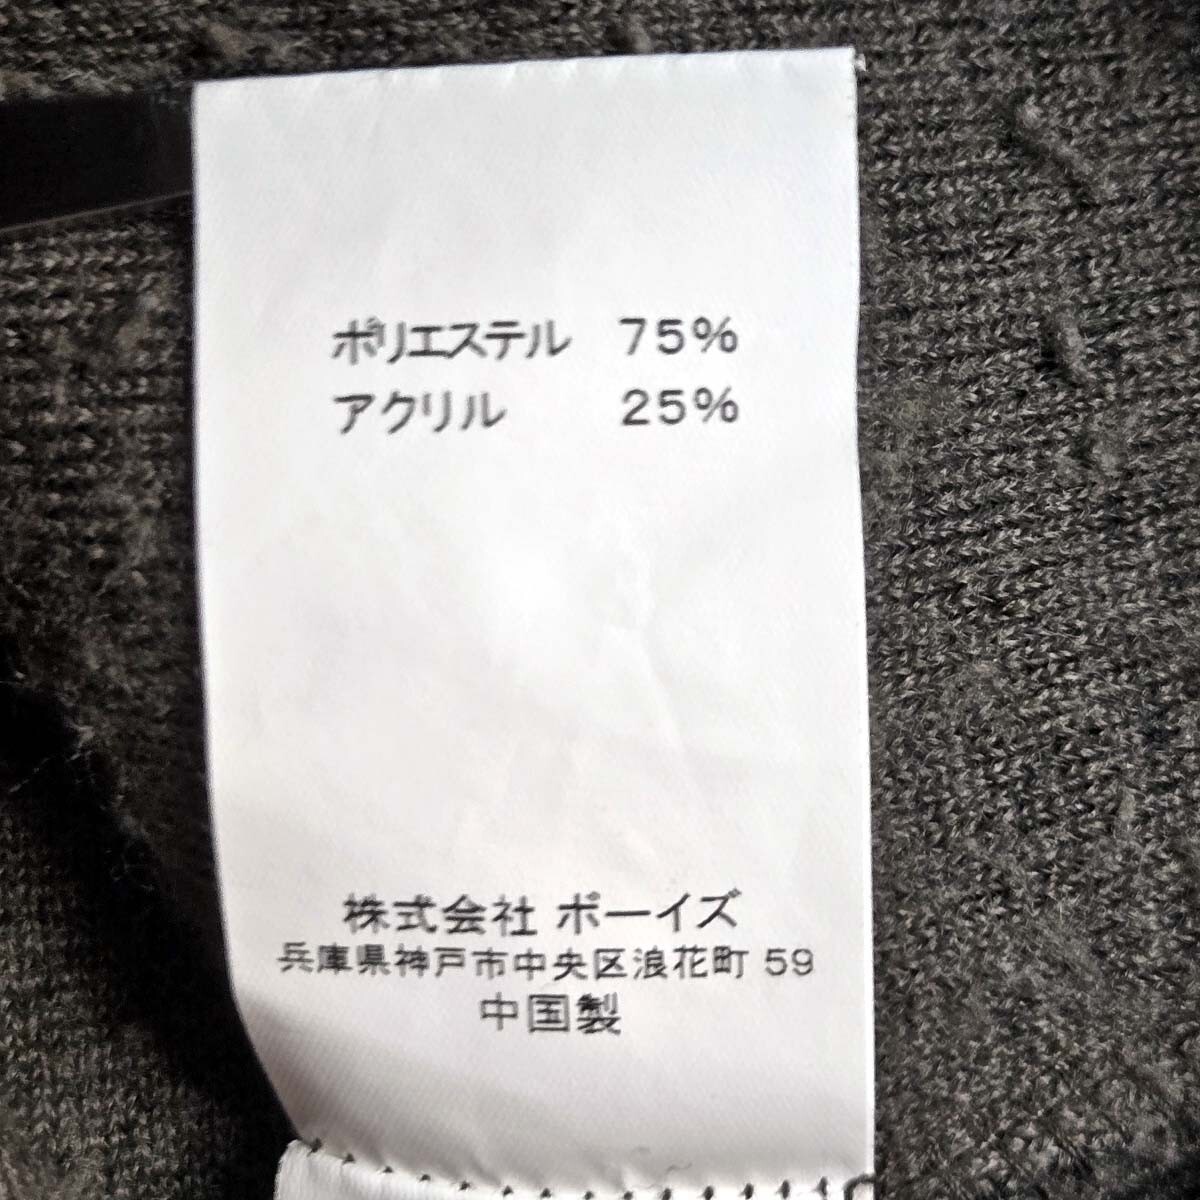 ポリエステル 75%
アクリル 25%
株式会社 ポーイズ
兵庫県神戸市中央区浪花町 59
中国製